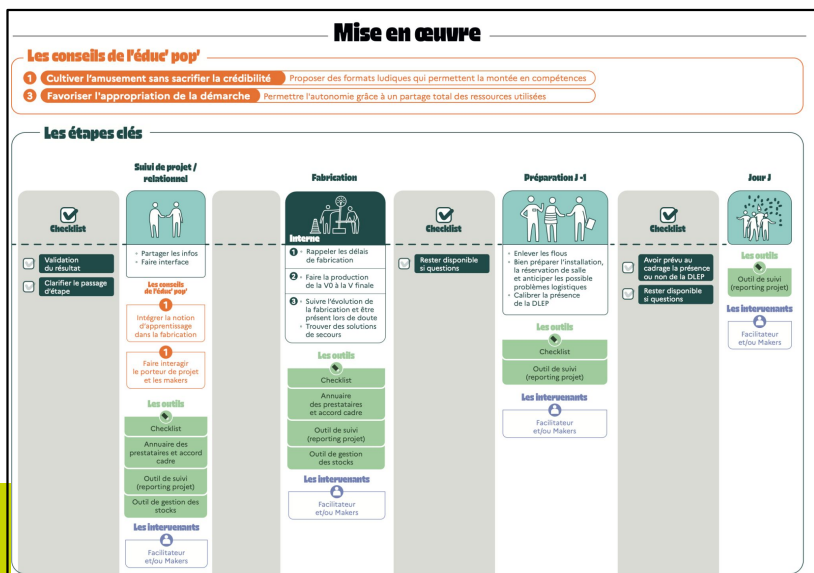 Mise en œuvre
Les conseils de l'éduc' pop'
1 Cultiver l'amusement sans sacrifier la crédibilité Proposer des formats ludiques qui permettent la montée en compétences
3 Favoriser l'appropriation de la démarche Permettre l'autonomie grâce à un partage total des ressources utilisées
Les étapes clés
Checklist
Validation
du résultat
Clarifier le passage
d'étape
Suivi de projet /
relationnel
Partager les infos
Faire interface
Les conseils
de l'éduc' pop'
1
Intégrer la notion
d'apprentissage
dans la fabrication
1
Faire interagir
le porteur de projet
et les makers
Les outils
Checklist
Annuaire des
prestataires et accord
cadre
Outil de suivi
(reporting projet)
Outil de gestion des
stocks
Les intervenants
Facilitateur
et/ou Makers
Fabrication
Interne
1 Rappeler les délais
de fabrication
2 Faire la production
de la V0 à la V finale
3 Suivre l'évolution de
la fabrication et être
présent lors de doute
Trouver des solutions
de secours
Les outils
Checklist
Annuaire
des prestataires
et accord cadre
Outil de suivi
(reporting projet)
Outil de gestion
des stocks
Les intervenants
Facilitateur
et/ou Makers
Checklist
Rester disponible
si questions
Préparation J -1
Enlever les flous
Bien préparer l'installation,
la réservation de salle
et anticiper les possible
problèmes logistiques
Calibrer la présence
de la DLEP
Les outils
Checklist
Outil de suivi
(reporting projet)
Les intervenants
Facilitateur
et/ou Makers
Checklist
Avoir prévu au
cadrage la présence
ou non de la DLEP
Rester disponible
si questions
Jour J
Les outils
Outil de suivi
(reporting projet)
Les intervenants
Facilitateur
et/ou Makers